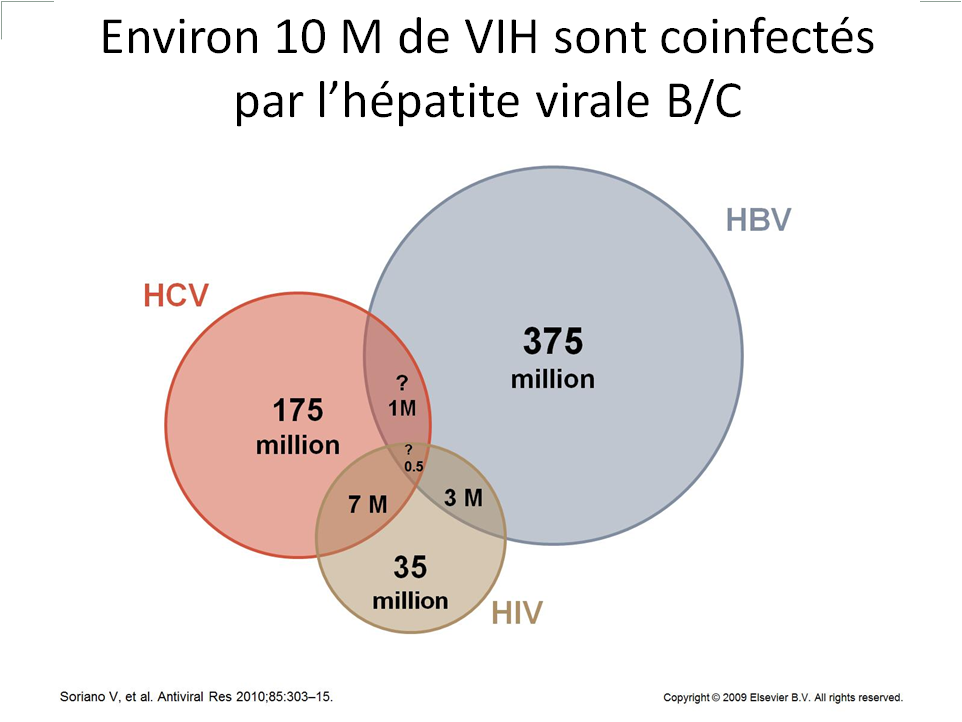 Environ 10 M de VIH sont coinfectés
par l’hépatite virale B/C
HBV
HCV
375
million
?
1M
175
million
?
0.5
7 M
3 M
35
million
HIV
Soriano V, et al. Antiviral Res 2010;85:303–15.
Copyright © 2009 Elsevier B.V. All rights reserved.